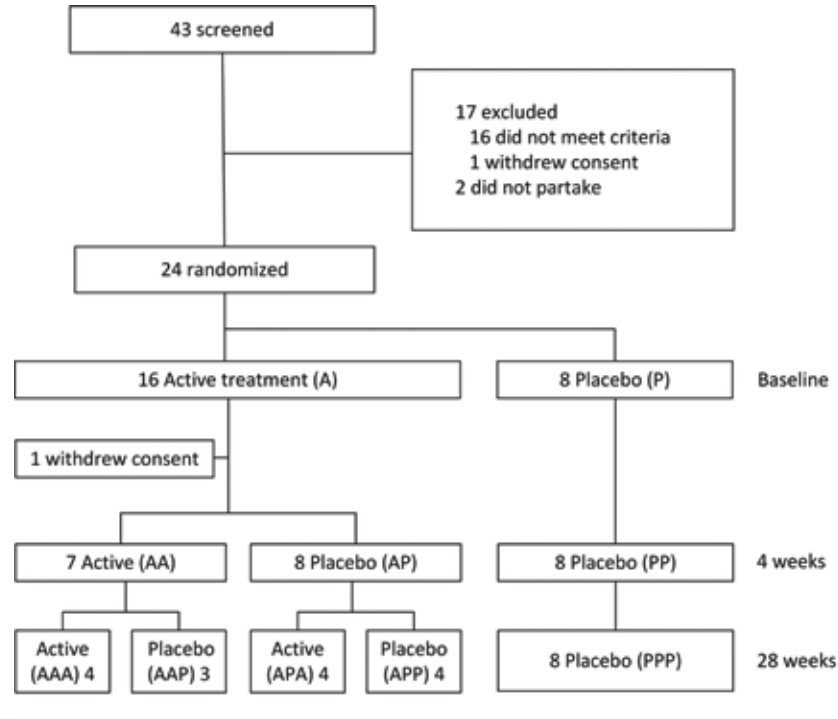 43 screened
17 excluded
16 did not meet criteria
1 withdrew consent
2 did not partake
24 randomized
16 Active treatment (A)
8 Placebo (P)
Baseline
1 withdrew consent
7 Active (AA)
8 Placebo (AP)
8 Placebo (PP)
4 weeks
Active
(AAA) 4
Placebo
(AAP) 3
Active
(APA) 4
Placebo
(APP) 4
8 Placebo (PPP)
28 weeks